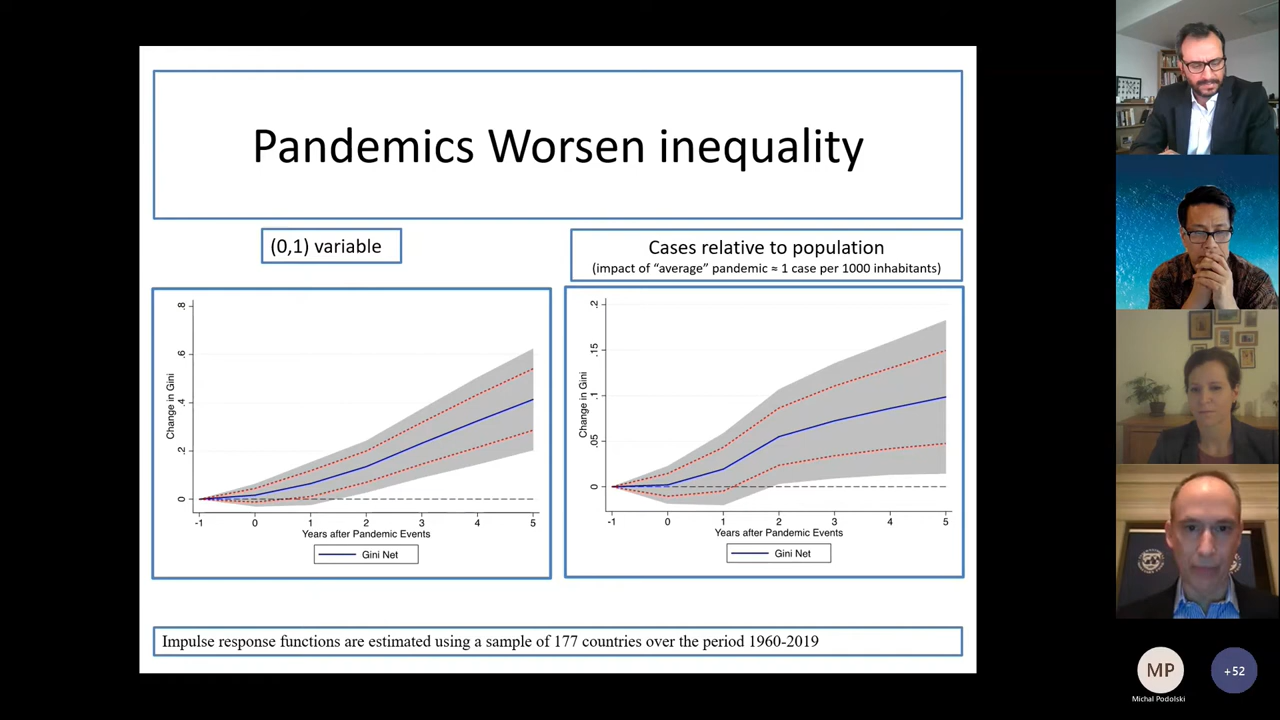 Pandemics Worsen inequality
(0,1) variable
Cases relative to population
(impact of “average” pandemic ≈ 1 case per 1000 inhabitants)
Change in Gini
.8
.6
.4
.2
0
-1 0 1 2 3 4 5
Years after Pandemic Events
Gini Net
Change in Gini
.2
.15
.1
.05
0
-1 0 1 2 3 4 5
Years after Pandemic Events
Gini Net
Impulse response functions are estimated using a sample of 177 countries over the period 1960-2019
MP
Michal Podolski
+52